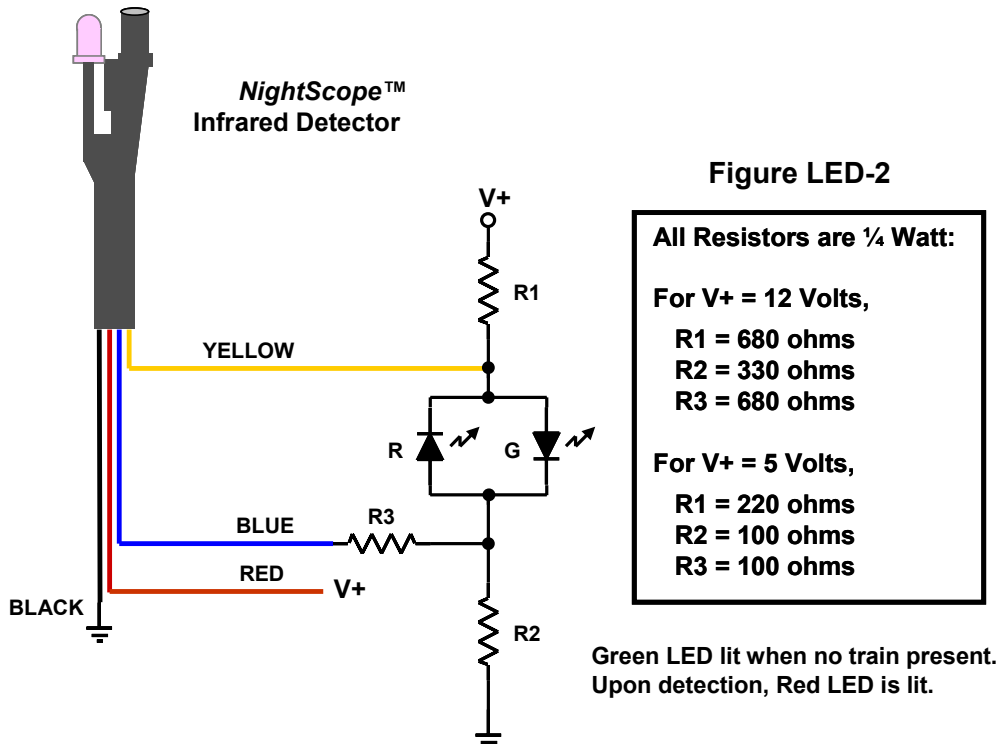 NightScope™
Infrared Detector
Figure LED-2
V+
All Resistors are ¼ Watt:
R1
For V+ = 12 Volts,
R1 = 680 ohms
YELLOW
R2 = 330 ohms
R3 = 680 ohms
R
G
For V+ = 5 Volts,
R1 = 220 ohms
R3
BLUE
R2 = 100 ohms
R3 = 100 ohms
RED
V+
BLACK
R2
Green LED lit when no train present.
Upon detection, Red LED is lit.